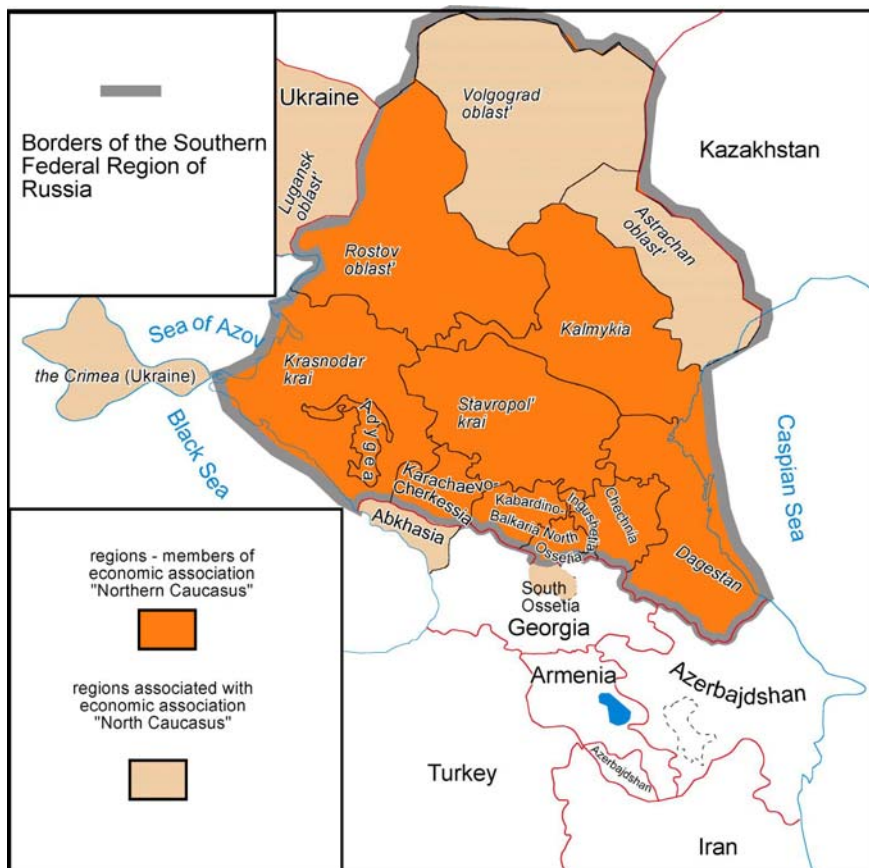 Borders of the Southern
Federal Region of
Russia
Ukraine
Lugansk
oblast'
Volgograd
oblast'
Kazakhstan
Astrachan
oblast'
Rostov
oblast'
Sea of Azov
Kalmykia
the Crimea (Ukraine)
Krasnodar
krai
Stavropol'
krai
Adygea
Black Sea
Caspian Sea
Karachaevo-
Cherkessia
Kabardino-
Balkaria
North
Ossetia
Ingushetia
Chechnia
Dagestan
Abkhasia
South
Ossetia
Georgia
Armenia
Azerbajdshan
Azerbajdshan
Turkey
Iran
regions - members of
economic association
"Northern Caucasus"
regions associated with
economic association
"North Caucasus"